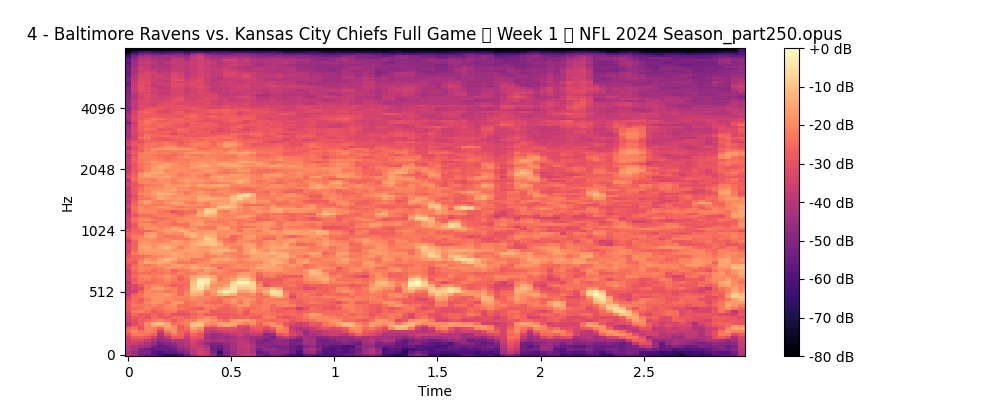 4 - Baltimore Ravens vs. Kansas City Chiefs Full Game ▯ Week 1 ▯ NFL 2024 Season_part250.opus
+0 dB
-10 dB
-20 dB
-30 dB
-40 dB
-50 dB
-60 dB
-70 dB
-80 dB
4096
2048
1024
512
0
Hz
0
0.5
1
1.5
2
2.5
Time